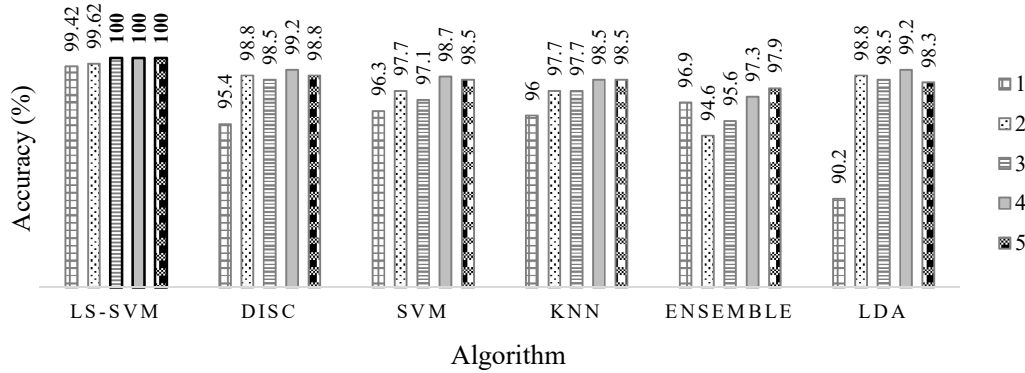 99.42 99.62 100 100 100
95.4 98.8 98.5 99.2 98.8
96.3 97.7 97.1 98.7 98.5
96 97.7 97.7 98.5 98.5
96.9 94.6 95.6 97.3 97.9
90.2 98.8 98.5 99.2 98.3
Accuracy (%)
LS-SVM DISC SVM KNN ENSEMBLE LDA
Algorithm
1
2
3
4
5